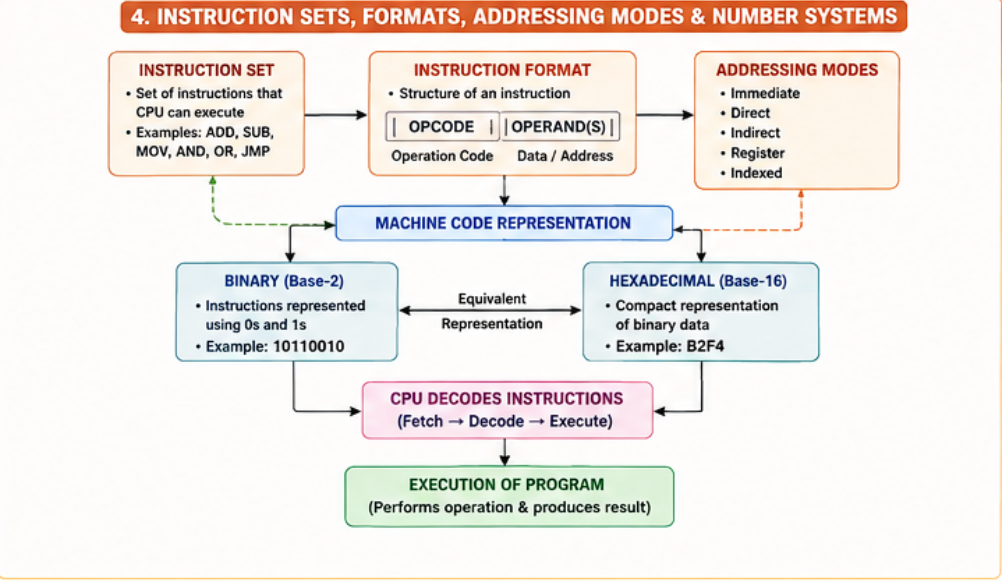 4. INSTRUCTION SETS, FORMATS, ADDRESSING MODES & NUMBER SYSTEMS
INSTRUCTION SET
• Set of instructions that
CPU can execute
• Examples: ADD, SUB,
MOV, AND, OR, JMP
INSTRUCTION FORMAT
• Structure of an instruction
| OPCODE | | OPERAND(S) |
Operation Code Data / Address
ADDRESSING MODES
• Immediate
• Direct
• Indirect
• Register
• Indexed
MACHINE CODE REPRESENTATION
BINARY (Base-2)
• Instructions represented
using 0s and 1s
• Example: 10110010
Equivalent
Representation
HEXADECIMAL (Base-16)
• Compact representation
of binary data
• Example: B2F4
CPU DECODES INSTRUCTIONS
(Fetch → Decode → Execute)
EXECUTION OF PROGRAM
(Performs operation & produces result)